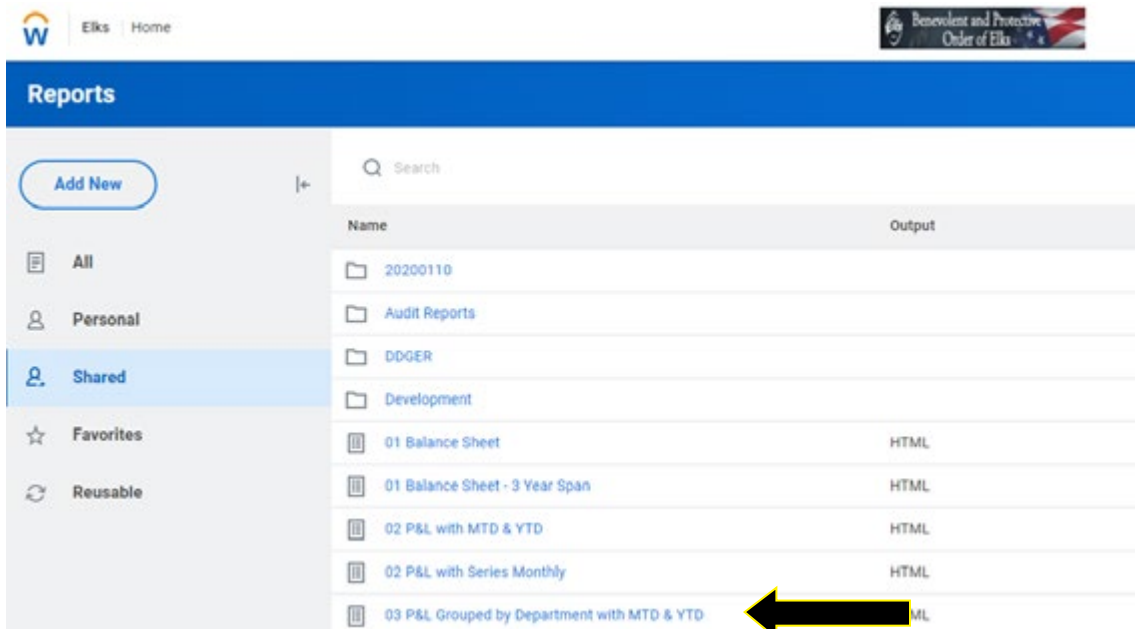 Elks Home
Benevolent and Protective
Order of Elks
Reports
Add New
Search
Name Output
All
20200110
Audit Reports
Personal
DDGER
Shared
Development
Favorites
01 Balance Sheet HTML
Reusable
01 Balance Sheet - 3 Year Span HTML
02 P&L with MTD & YTD HTML
02 P&L with Series Monthly HTML
03 P&L Grouped by Department with MTD & YTD ML